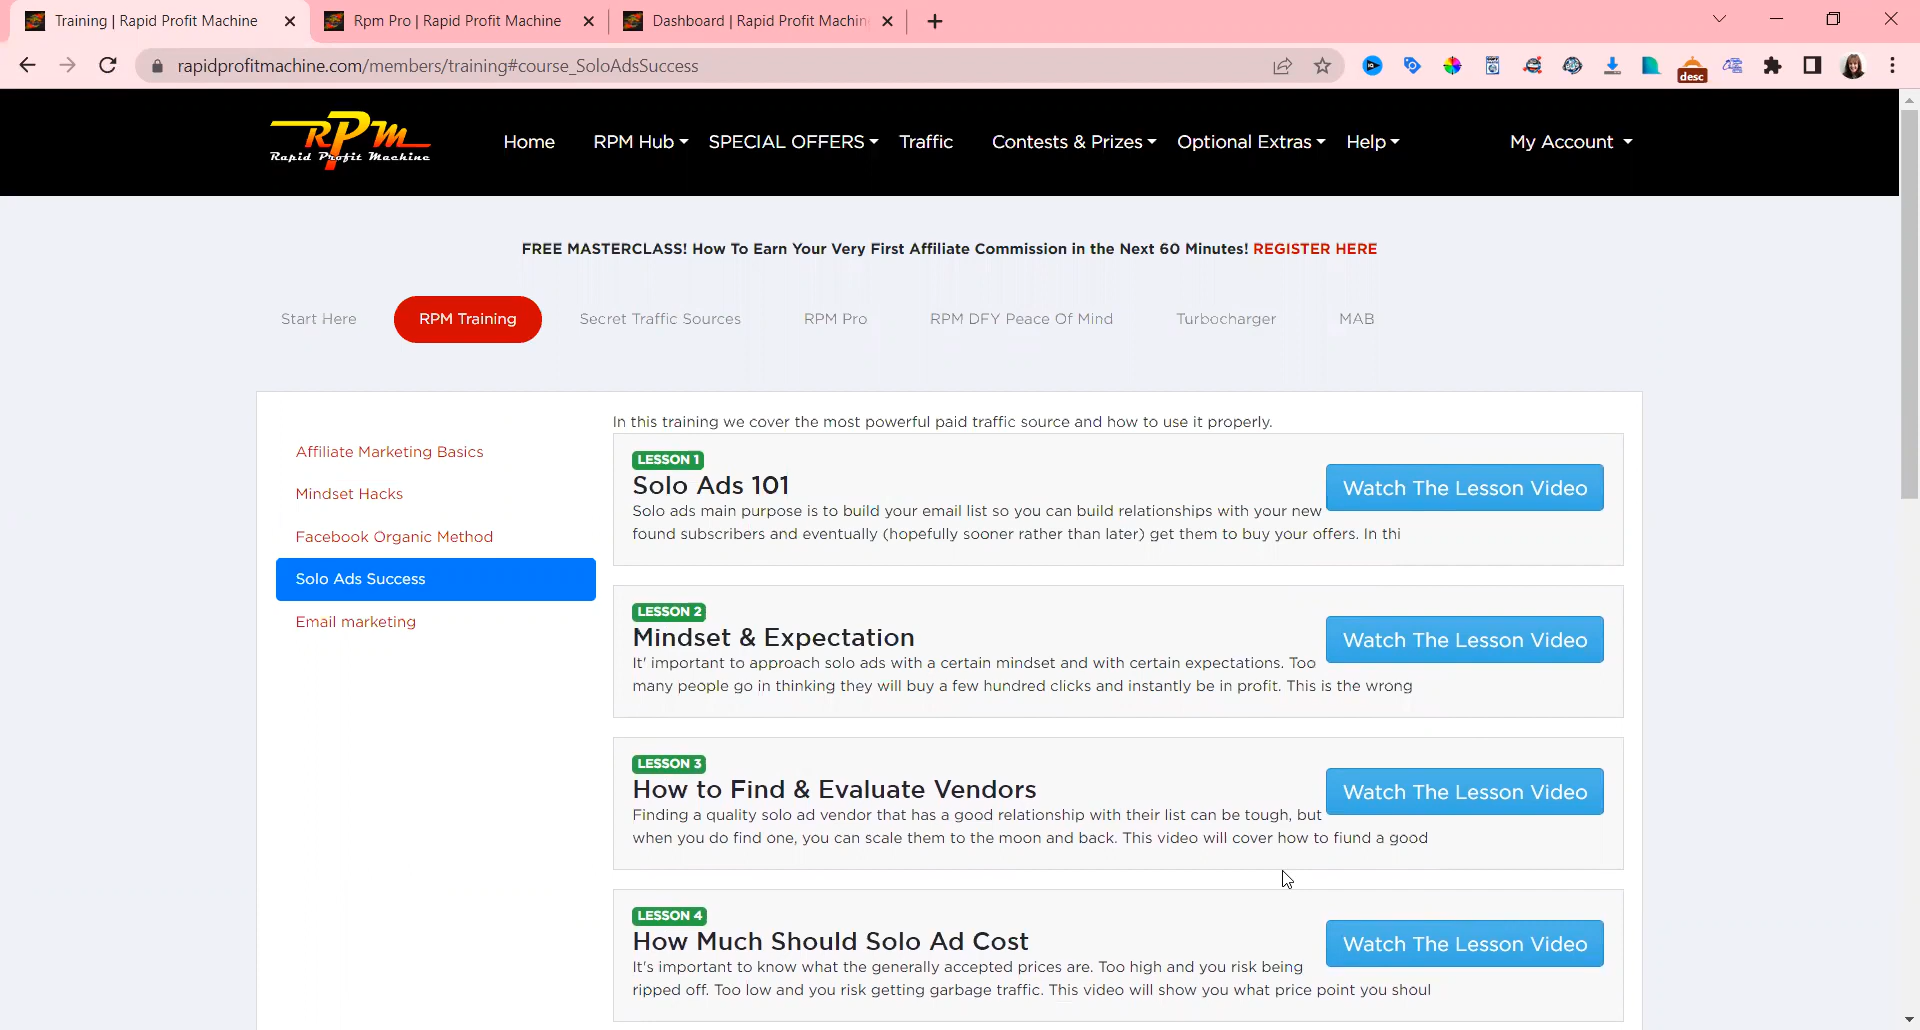 Training | Rapid Profit Machine
Rpm Pro | Rapid Profit Machine
Dashboard | Rapid Profit Machin
rapidprofitmachine.com/members/training#course_SoloAdsSuccess
desc
RPM
Rapid Profit Machine
Home
RPM Hub
SPECIAL OFFERS
Traffic
Contests & Prizes
Optional Extras
Help
My Account
FREE MASTERCLASS! How To Earn Your Very First Affiliate Commission in the Next 60 Minutes! REGISTER HERE
Start Here
RPM Training
Secret Traffic Sources
RPM Pro
RPM DFY Peace Of Mind
Turbocharger
MAB
Affiliate Marketing Basics
Mindset Hacks
Facebook Organic Method
Solo Ads Success
Email marketing
In this training we cover the most powerful paid traffic source and how to use it properly.
LESSON 1
Solo Ads 101
Solo ads main purpose is to build your email list so you can build relationships with your new
found subscribers and eventually (hopefully sooner rather than later) get them to buy your offers. In thi
Watch The Lesson Video
LESSON 2
Mindset & Expectation
It' important to approach solo ads with a certain mindset and with certain expectations. Too
many people go in thinking they will buy a few hundred clicks and instantly be in profit. This is the wrong
Watch The Lesson Video
LESSON 3
How to Find & Evaluate Vendors
Finding a quality solo ad vendor that has a good relationship with their list can be tough, but
when you do find one, you can scale them to the moon and back. This video will cover how to fiund a good
Watch The Lesson Video
LESSON 4
How Much Should Solo Ad Cost
It's important to know what the generally accepted prices are. Too high and you risk being
ripped off. Too low and you risk getting garbage traffic. This video will show you what price point you shoul
Watch The Lesson Video